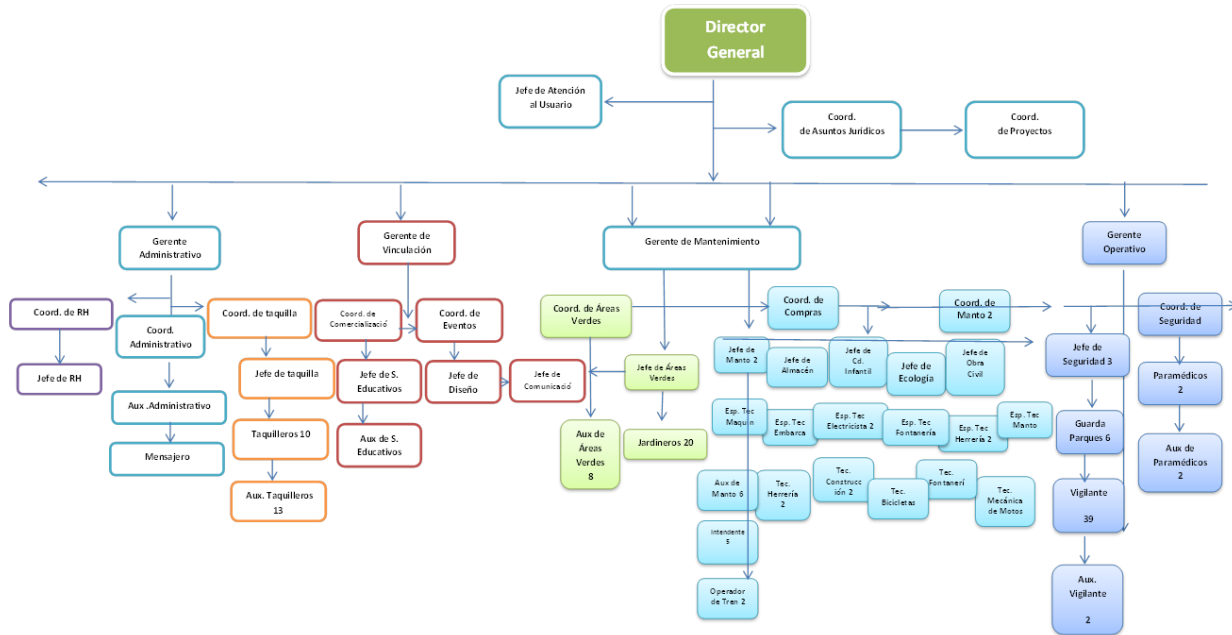 Director
General
Jefe de Atención
al Usuario
Coord.
de Asuntos Jurídicos
Coord.
de Proyectos
Gerente
Administrativo
Gerente de
Vinculación
Gerente de Mantenimiento
Gerente
Operativo
Coord. de RH
Jefe de RH
Coord.
Administrativo
Aux .Administrativo
Mensajero
Coord. de taquilla
Jefe de taquilla
Taquilleros 10
Aux. Taquilleros
13
Coord. de
Comercializació
Coord. de
Eventos
Jefe de S.
Educativos
Jefe de
Diseño
Jefe de
Comunicació
Aux de S.
Educativos
Coord. de Áreas
Verdes
Jefe de Áreas
Verdes
Aux de
Áreas
Verdes
8
Jardineros 20
Coord. de
Compras
Coord. de
Manto 2
Jefe de
Manto 2
Jefe de
Almacén
Jefe de
Cd.
Infantil
Jefe de
Ecología
Jefe de
Obra
Civil
Esp. Tec
Maquin
Esp. Tec
Embarca
Esp. Tec
Electricista 2
Esp. Tec
Fontanería
Esp. Tec
Herrería 2
Esp. Tec
Manto
Aux de
Manto 6
Tec.
Herrería
2
Tec.
Construcc
ión 2
Tec.
Bicicletas
Tec.
Fontanerí
Tec.
Mecánica
de Motos
Intendente
5
Operador
de Tren 2
Coord. de
Seguridad
Jefe de
Seguridad 3
Paramédicos
2
Guarda
Parques 6
Aux de
Paramédicos
2
Vigilante
39
Aux.
Vigilante
2